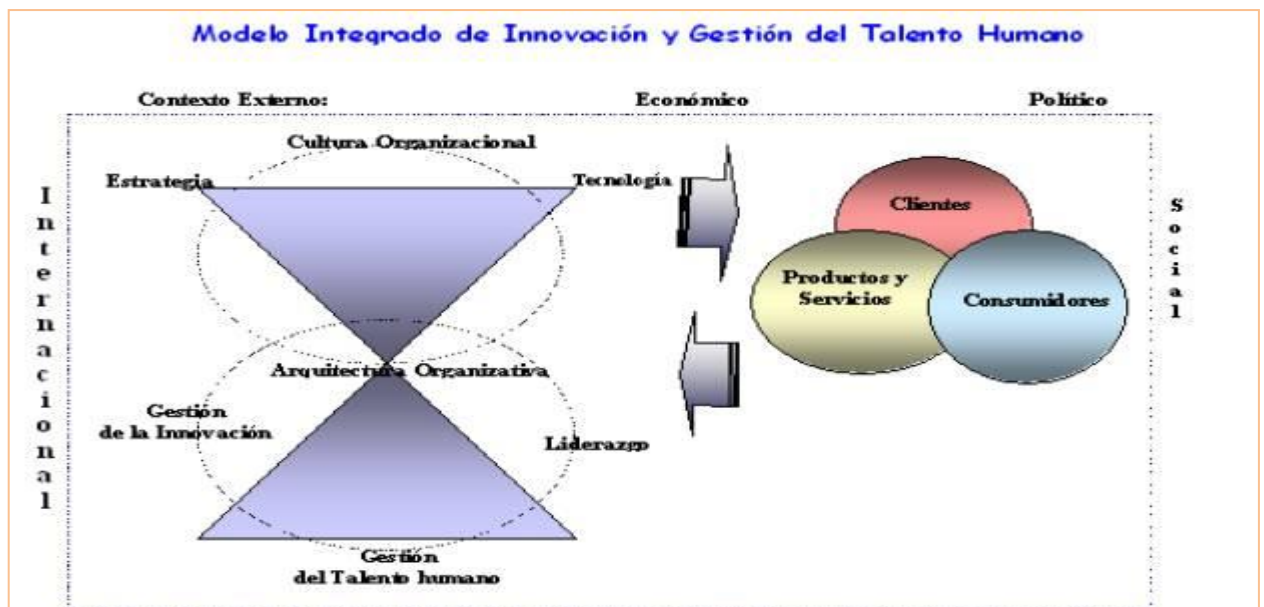 Modelo Integrado de Innovación y Gestión del Talento Humano
Contexto Externo: Económico Político
Cultura Organizacional
Estrategia
Tecnología
Internacional
Clientes
Productos y
Servicios
Consumidores
Social
Arquitectura Organizativa
Gestión
de la Innovación
Liderazgo
Gestión
del Talento humano